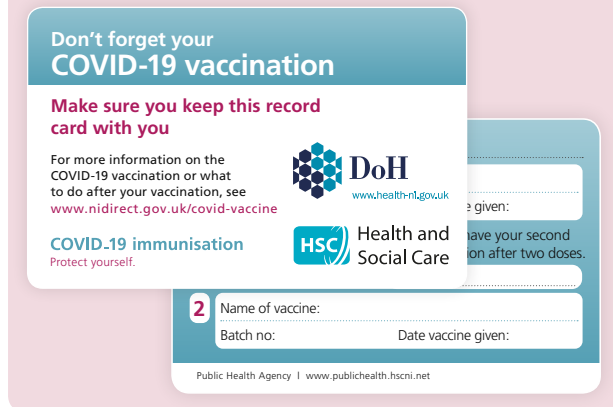 Don't forget your
COVID-19 vaccination
Make sure you keep this record
card with you
For more information on the
COVID-19 vaccination or what
to do after your vaccination, see
www.nidirect.gov.uk/covid-vaccine
COVID-19 immunisation
Protect yourself.
DoH
www.health-ni.gov.uk
HSC Health and
Social Care
given:
have your second
after two doses.
2 Name of vaccine:
Batch no: Date vaccine given:
Public Health Agency | www.publichealth.hscni.net